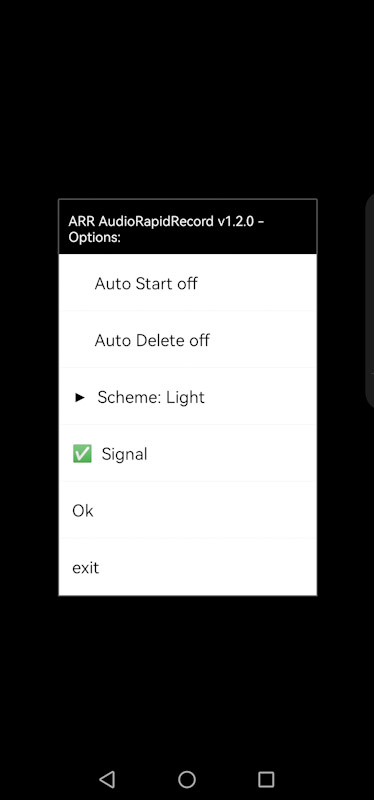 ARR AudioRapidRecord v1.2.0 -
Options:
Auto Start off
Auto Delete off
► Scheme: Light
✅ Signal
Ok
exit